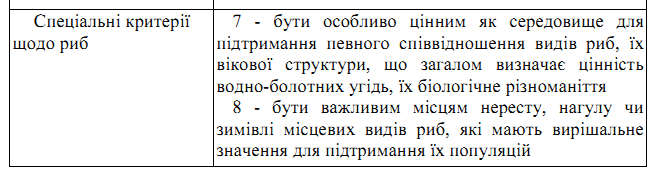 Спеціальні критерії
щодо риб
7 - бути особливо цінним як середовище для
підтримання певного співвідношення видів риб, їх
вікової структури, що загалом визначає цінність
водно-болотних угідь, їх біологічне різноманіття
8 - бути важливим місцям нересту, нагулу чи
зимівлі місцевих видів риб, які мають вирішальне
значення для підтримання їх популяцій